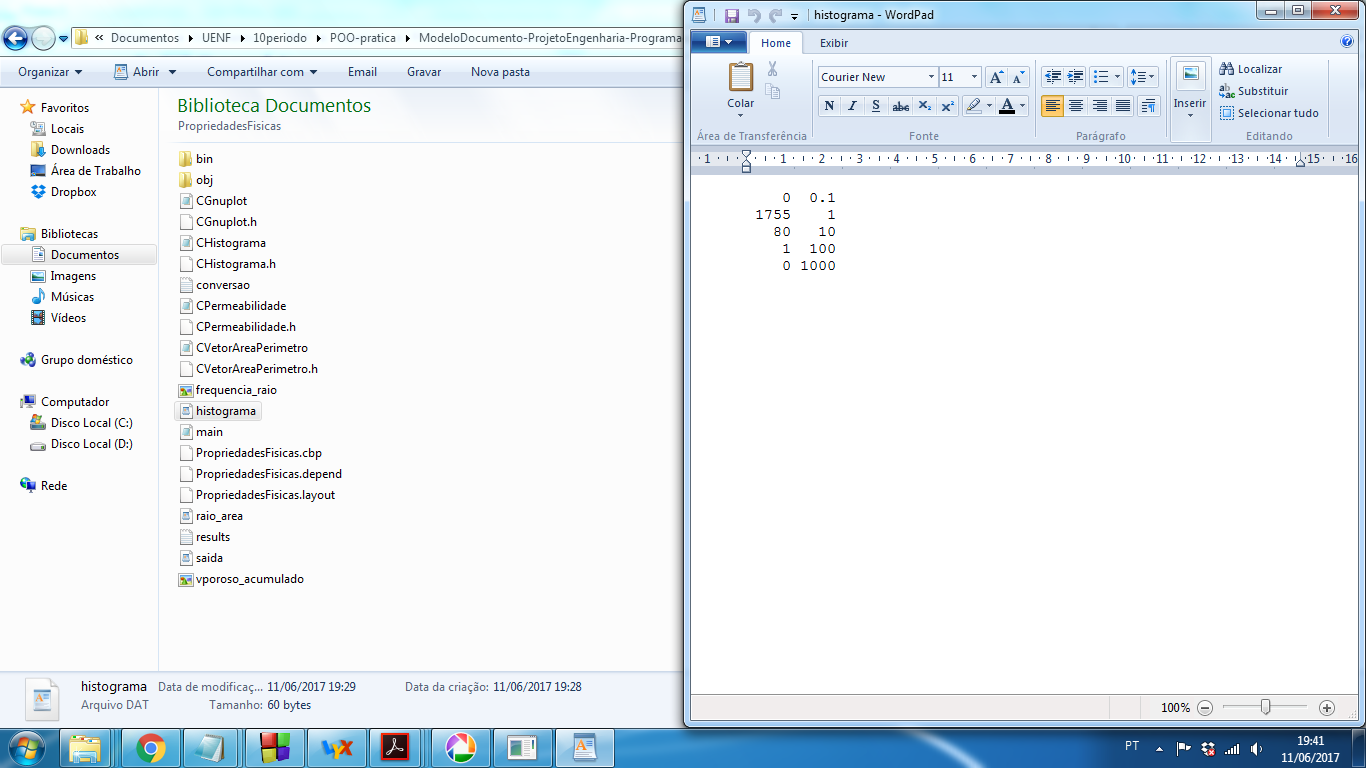 « Documentos ▸ UENF ▸ 10periodo ▸ POO-pratica ▸ ModeloDocumento-ProjetoEngenharia-Programa
Organizar Abrir Compartilhar com Email Gravar Nova pasta
Favoritos
Locais
Downloads
Área de Trabalho
Dropbox
Bibliotecas
Documentos
Imagens
Músicas
Vídeos
Grupo doméstico
Computador
Disco Local (C:)
Disco Local (D:)
Rede
Biblioteca Documentos
PropriedadesFisicas
bin
obj
CGnuplot
CGnuplot.h
CHistograma
CHistograma.h
conversao
CPermeabilidade
CPermeabilidade.h
CVetorAreaPerimetro
CVetorAreaPerimetro.h
frequencia_raio
histograma
main
PropriedadesFisicas.cbp
PropriedadesFisicas.depend
PropriedadesFisicas.layout
raio_area
results
saida
vporoso_acumulado
histograma Data de modificaç... 11/06/2017 19:29 Data da criação: 11/06/2017 19:28
Arquivo DAT Tamanho: 60 bytes
histograma - WordPad
Home Exibir
Colar
Área de Transferência
Courier New 11 A A
N I S abc X₂ X² A
Fonte
Parágrafo
Inserir
Localizar
Substituir
Selecionar tudo
Editando
1 1 2 3 4 5 6 7 8 9 10 11 12 13 14 15 16
0 0.1
1755 1
80 10
1 100
0 1000
100%
PT
19:41
11/06/2017